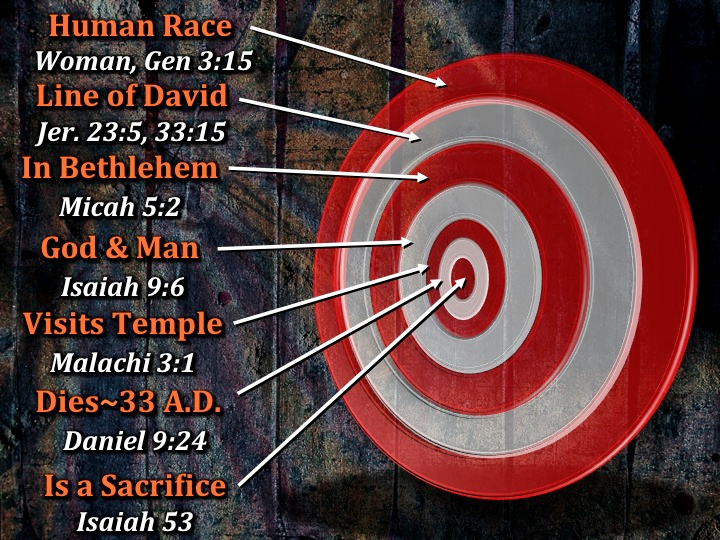 Human Race
Woman, Gen 3:15
Line of David
Jer. 23:5, 33:15
In Bethlehem
Micah 5:2
God & Man
Isaiah 9:6
Visits Temple
Malachi 3:1
Dies~33 A.D.
Daniel 9:24
Is a Sacrifice
Isaiah 53